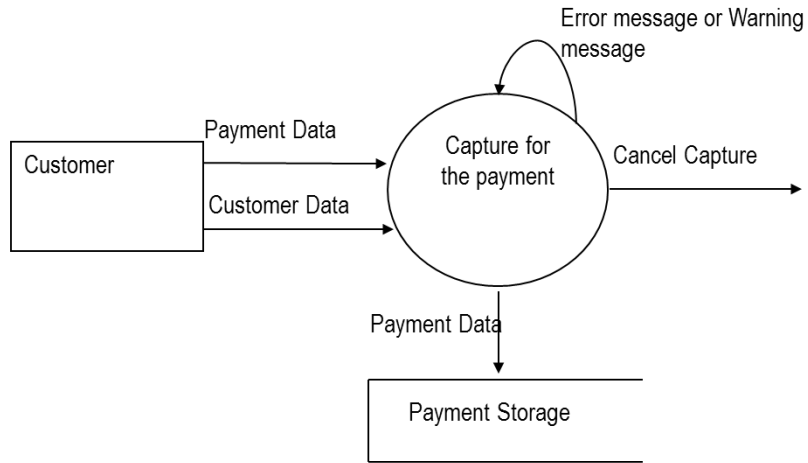 Error message or Warning
message
Payment Data
Capture for
the payment
Cancel Capture
Customer
Customer Data
Payment Data
Payment Storage